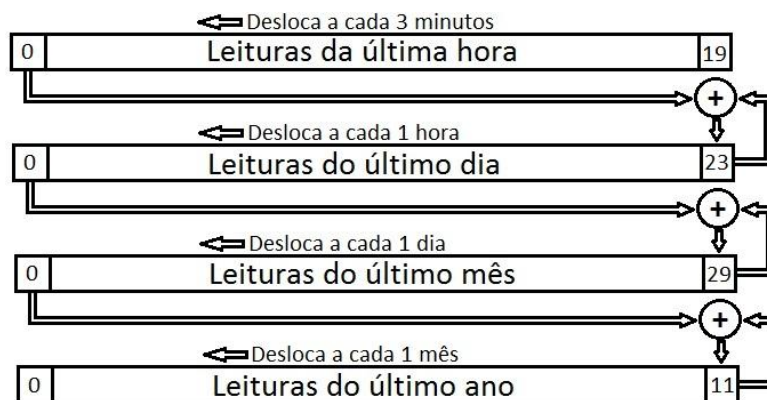 Desloca a cada 3 minutos
0 Leituras da última hora 19
+
Desloca a cada 1 hora
0 Leituras do último dia 23
+
Desloca a cada 1 dia
0 Leituras do último mês 29
+
Desloca a cada 1 mês
0 Leituras do último ano 11